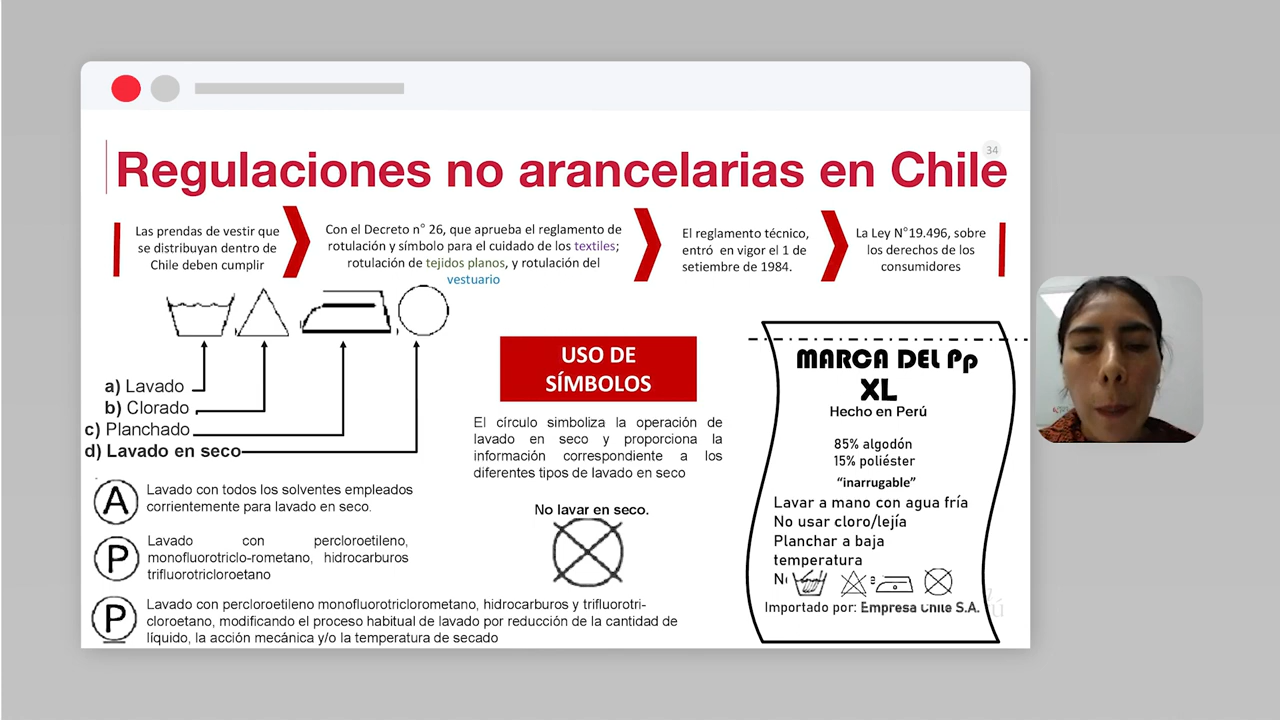 34
Regulaciones no arancelarias en Chile
Las prendas de vestir que
se distribuyan dentro de
Chile deben cumplir
Con el Decreto n° 26, que aprueba el reglamento de
rotulación y símbolo para el cuidado de los textiles;
rotulación de tejidos planos, y rotulación del
vestuario
El reglamento técnico,
entró en vigor el 1 de
setiembre de 1984.
La Ley N°19.496, sobre
los derechos de los
consumidores
a) Lavado
b) Clorado
c) Planchado
d) Lavado en seco
A
Lavado con todos los solventes empleados
corrientemente para lavado en seco.
P
Lavado con percloroetileno,
monofluorotriclo-rometano, hidrocarburos
trifluorotricloroetano
P
Lavado con percloroetileno monofluorotriclorometano, hidrocarburos y trifluorotri-
cloroetano, modificando el proceso habitual de lavado por reducción de la cantidad de
líquido, la acción mecánica y/o la temperatura de secado
USO DE
SÍMBOLOS
El círculo simboliza la operación de
lavado en seco y proporciona la
información correspondiente a los
diferentes tipos de lavado en seco
No lavar en seco.
MARCA DEL Pp
XL
Hecho en Perú
85% algodón
15% poliéster
“inarrugable”
Lavar a mano con agua fría
No usar cloro/lejía
Planchar a baja
temperatura
Importado por: Empresa Chile S.A.